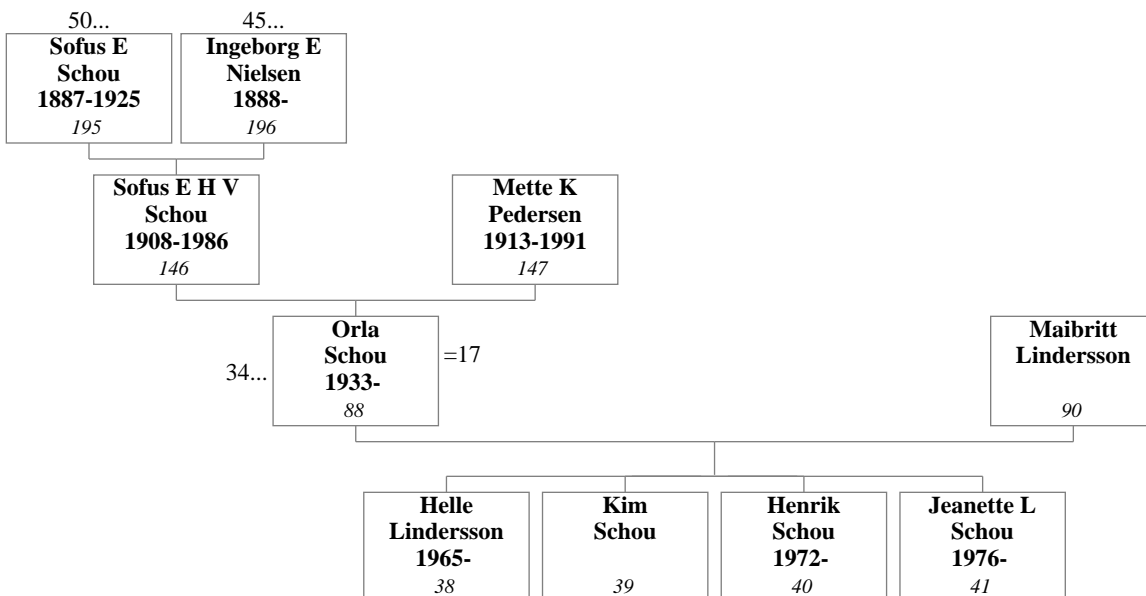 50...
45...
Sofus E
Schou
1887-1925
195
Ingeborg E
Nielsen
1888-
196
Sofus E H V
Schou
1908-1986
146
Mette K
Pedersen
1913-1991
147
34...
Orla
Schou
1933-
88
=17
Maibritt
Lindersson
90
Helle
Lindersson
1965-
38
Kim
Schou
39
Henrik
Schou
1972-
40
Jeanette L
Schou
1976-
41